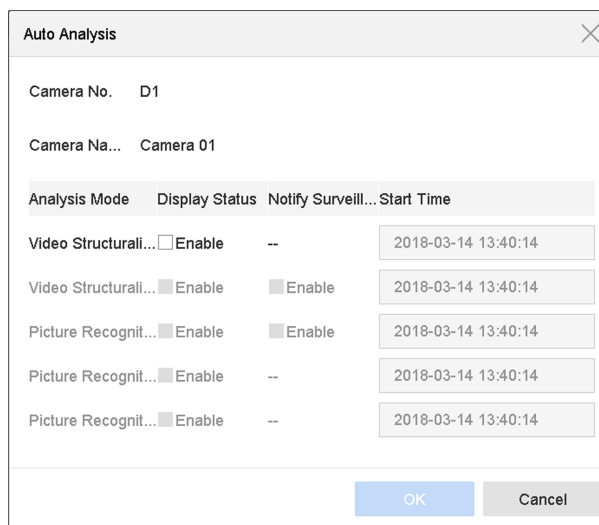 Auto Analysis
Camera No. D1
Camera Na... Camera 01
Analysis Mode Display Status Notify Surveill... Start Time
Video Structurali... Enable -- 2018-03-14 13:40:14
Video Structurali... Enable Enable 2018-03-14 13:40:14
Picture Recognit... Enable Enable 2018-03-14 13:40:14
Picture Recognit... Enable -- 2018-03-14 13:40:14
Picture Recognit... Enable -- 2018-03-14 13:40:14
OK Cancel